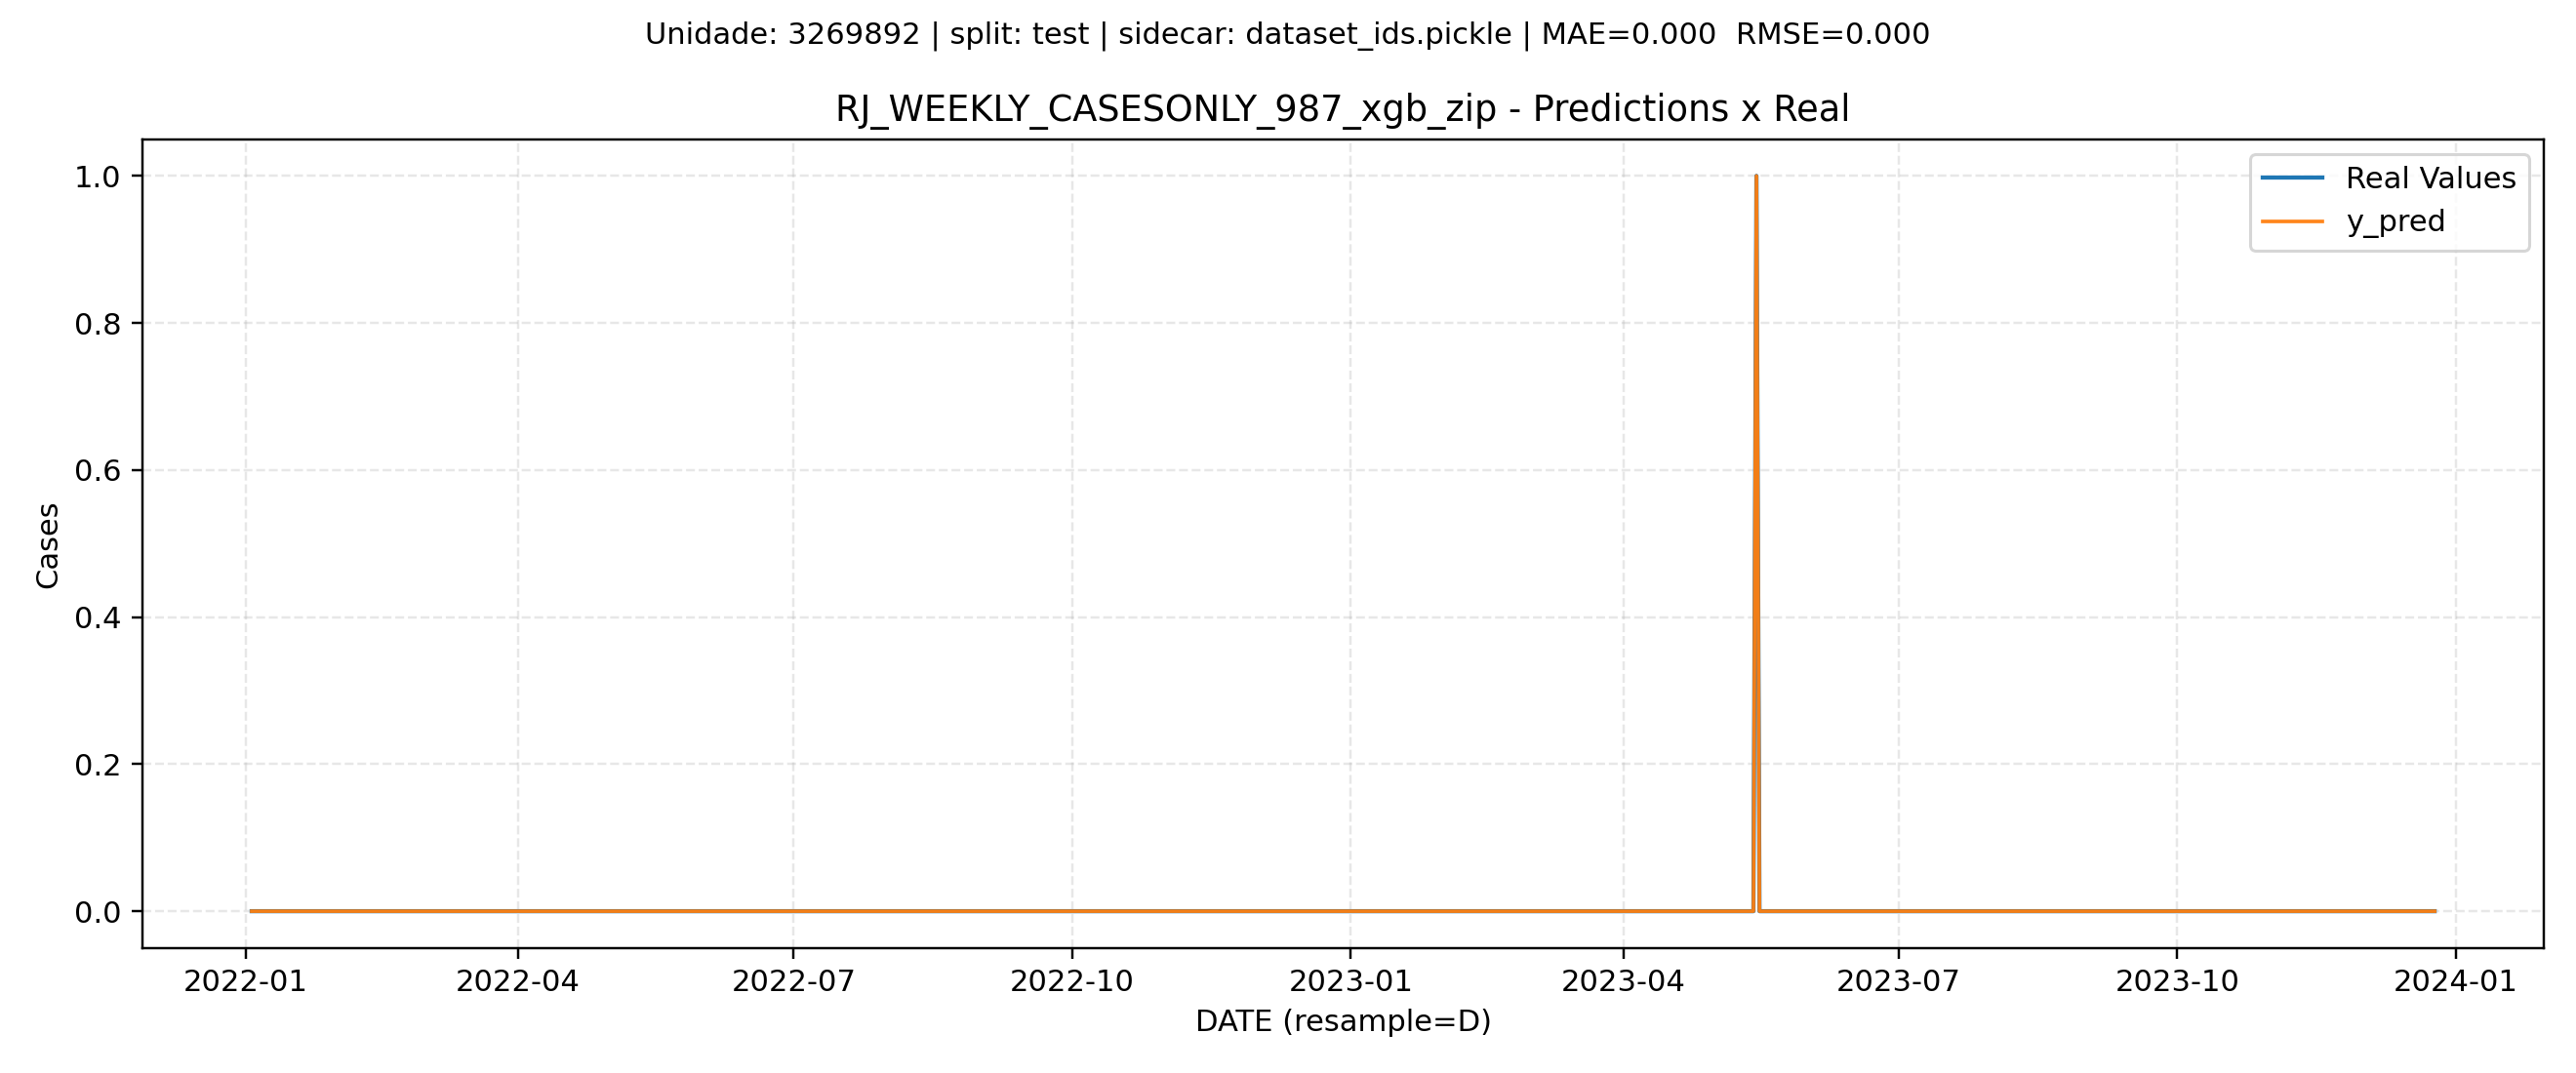 Unidade: 3269892 | split: test | sidecar: dataset_ids.pickle | MAE=0.000  RMSE=0.000
RJ_WEEKLY_CASESONLY_987_xgb_zip - Predictions x Real
Real Values
y_pred
1.0
0.8
0.6
0.4
0.2
0.0
Cases
2022-01 2022-04 2022-07 2022-10 2023-01 2023-04 2023-07 2023-10 2024-01
DATE (resample=D)